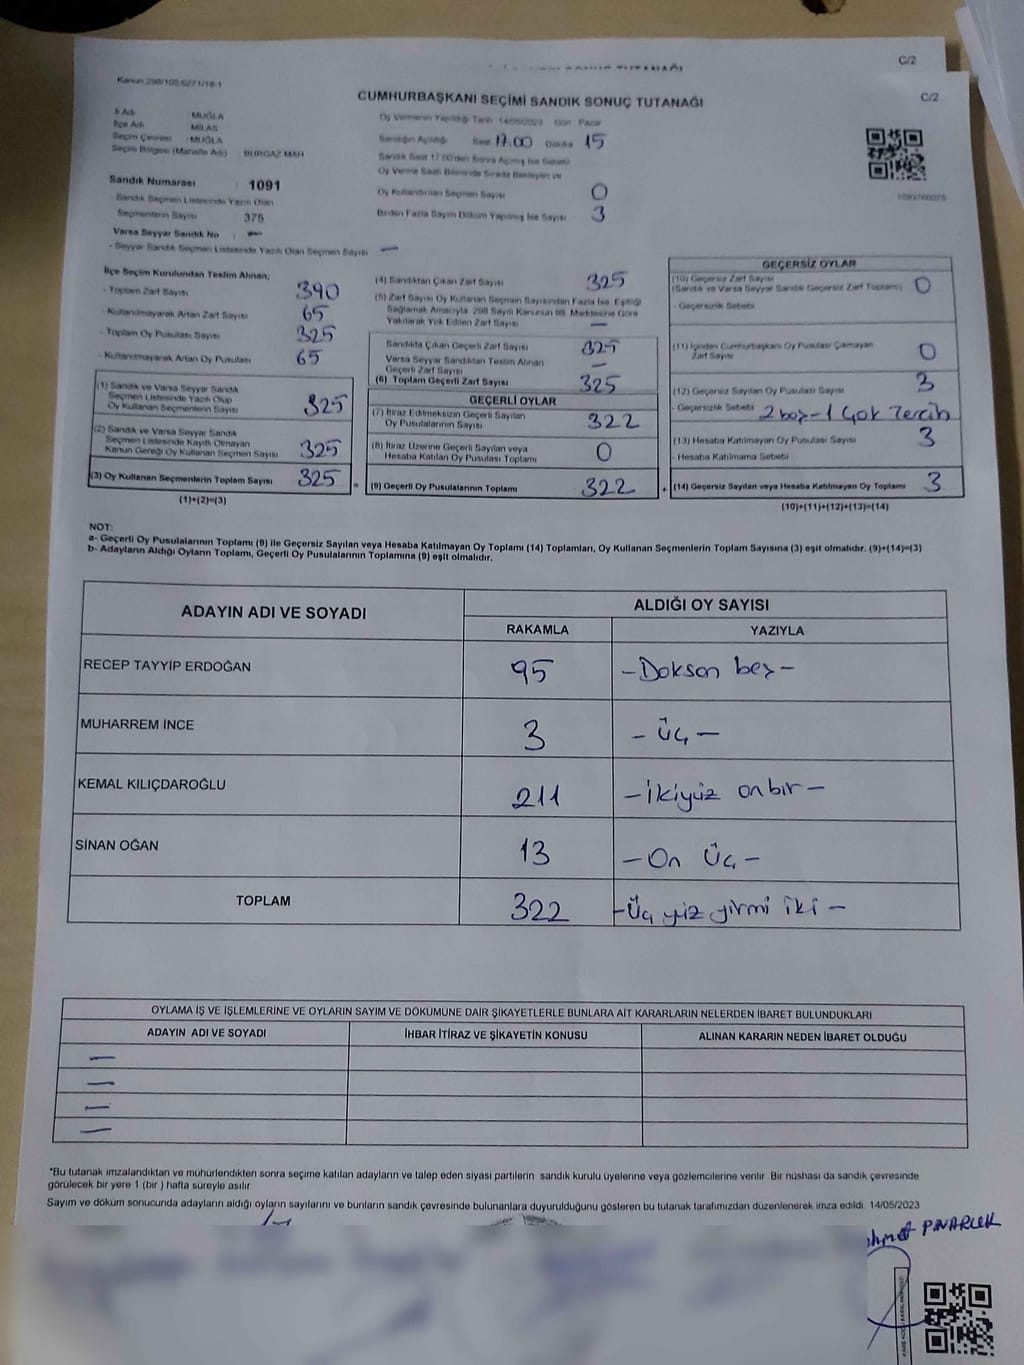 C/2
C/2
CUMHURBAŞKANI SEÇİMİ SANDIK SONUÇ TUTANAĞI
Oy Vermenin Yapıldığı Tarih 14/05/2023 Gün Pazar
İl Adı MUĞLA
İlçe Adı MİLAS
Seçim Çevresi : MUĞLA
Seçim Bölgesi (Mahalle Adı) : BURGAZ MAH
Sandığın Açıldığı Saat 17.00 Dakika 15
Sandık Saat 17.00'den Sonra Açılmış İse Sebebi
Oy Verme Saati Bitiminde Sırada Bekleyen ve
Oy Kullandırılan Seçmen Sayısı 0
Birden Fazla Sayım Döküm Yapılmış İse Sayısı 3
Sandık Numarası : 1091
- Sandık Seçmen Listesinde Yazılı Olan
Seçmenlerin Sayısı : 375
Varsa Seyyar Sandık No : –
- Seyyar Sandık Seçmen Listesinde Yazılı Olan Seçmen Sayısı –
İlçe Seçim Kurulundan Teslim Alınan;
- Toplam Zarf Sayısı 390
- Kullanılmayarak Artan Zarf Sayısı 65
- Toplam Oy Pusulası Sayısı 325
- Kullanılmayarak Artan Oy Pusulası 65
(1) Sandık ve Varsa Seyyar Sandık
Seçmen Listesinde Yazılı Olup
Oy Kullanan Seçmenlerin Sayısı 325
(2) Sandık ve Varsa Seyyar Sandık
Seçmen Listesinde Kayıtlı Olmayan
Kanun Gereği Oy Kullanan Seçmen Sayısı 325
(3) Oy Kullanan Seçmenlerin Toplam Sayısı 325
(1)+(2)=(3)
(4) Sandıktan Çıkan Zarf Sayısı 325
(5) Zarf Sayısı Oy Kullanan Seçmen Sayısından Fazla İse, Eşitliği
Sağlamak Amacıyla, 298 Sayılı Kanunun 98. Maddesine Göre
Yakılarak Yok Edilen Zarf Sayısı –
Sandıkta Çıkan Geçerli Zarf Sayısı 325
Varsa Seyyar Sandıktan Teslim Alınan
Geçerli Zarf Sayısı –
(6) Toplam Geçerli Zarf Sayısı 325
GEÇERLİ OYLAR
(7) İtiraz Edilmeksizin Geçerli Sayılan
Oy Pusulalarının Sayısı 322
(8) İtiraz Üzerine Geçerli Sayılan veya
Hesaba Katılan Oy Pusulası Toplamı 0
= (9) Geçerli Oy Pusulalarının Toplamı 322
GEÇERSİZ OYLAR
(10) Geçersiz Zarf Sayısı
(Sandık ve Varsa Seyyar Sandık Geçersiz Zarf Toplamı) 0
- Geçersizlik Sebebi
(11) İçinden Cumhurbaşkanı Oy Pusulası Çıkmayan
Zarf Sayısı 0
(12) Geçersiz Sayılan Oy Pusulası Sayısı 3
- Geçersizlik Sebebi 2 boş - 1 Çok Tercih
(13) Hesaba Katılmayan Oy Pusulası Sayısı 3
- Hesaba Katılmama Sebebi
+ (14) Geçersiz Sayılan veya Hesaba Katılmayan Oy Toplamı 3
(10)+(11)+(12)+(13)=(14)
NOT:
a- Geçerli Oy Pusulalarının Toplamı (9) ile Geçersiz Sayılan veya Hesaba Katılmayan Oy Toplamı (14) Toplamları, Oy Kullanan Seçmenlerin Toplam Sayısına (3) eşit olmalıdır. (9)+(14)=(3)
b- Adayların Aldığı Oyların Toplamı, Geçerli Oy Pusulalarının Toplamına (9) eşit olmalıdır.
ADAYIN ADI VE SOYADI ALDIĞI OY SAYISI
RAKAMLA YAZIYLA
RECEP TAYYİP ERDOĞAN 95 -Doksan beş-
MUHARREM İNCE 3 - üç -
KEMAL KILIÇDAROĞLU 211 -İkiyüz onbir -
SİNAN OĞAN 13 -On Üç-
TOPLAM 322 -Üç yüz yirmi iki -
OYLAMA İŞ VE İŞLEMLERİNE VE OYLARIN SAYIM VE DÖKÜMÜNE DAİR ŞİKAYETLERLE BUNLARA AİT KARARLARIN NELERDEN İBARET BULUNDUKLARI
ADAYIN ADI VE SOYADI İHBAR İTİRAZ VE ŞİKAYETİN KONUSU ALINAN KARARIN NEDEN İBARET OLDUĞU
–
–
–
–
*Bu tutanak imzalandıktan ve mühürlendikten sonra seçime katılan adayların ve talep eden siyasi partilerin sandık kurulu üyelerine veya gözlemcilerine verilir. Bir nüshası da sandık çevresinde
görülecek bir yere 1 (bir ) hafta süreyle asılır.
Sayım ve döküm sonucunda adayların aldığı oyların sayılarını ve bunların sandık çevresinde bulunanlara duyurulduğunu gösteren bu tutanak tarafımızdan düzenlenerek imza edildi. 14/05/2023
PINARLIK